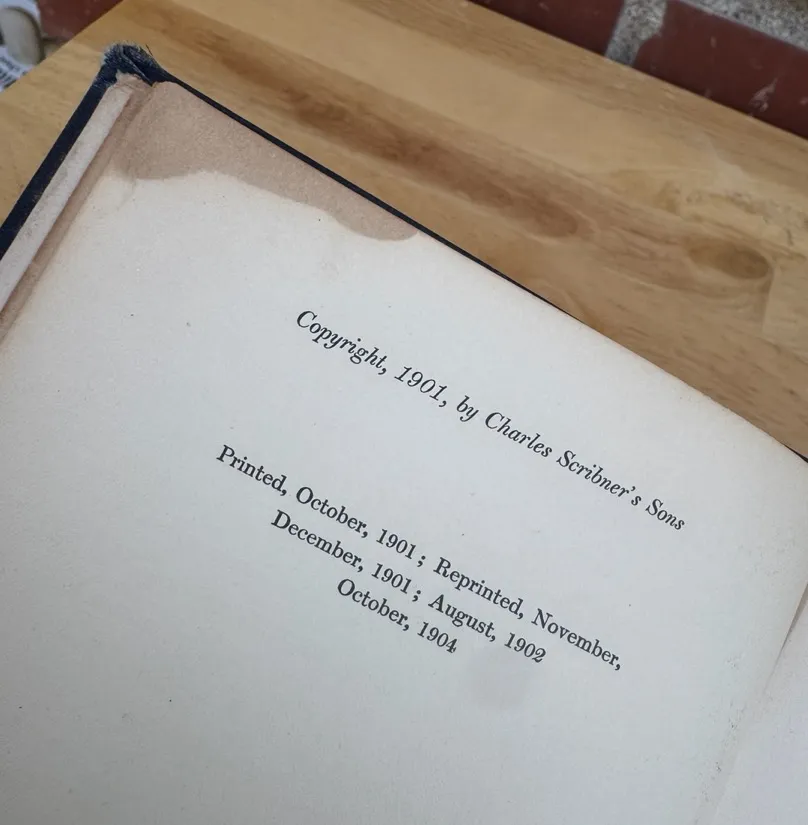 Copyright, 1901, by Charles Scribner's Sons
Printed, October, 1901; Reprinted, November,
December, 1901; August, 1902
October, 1904